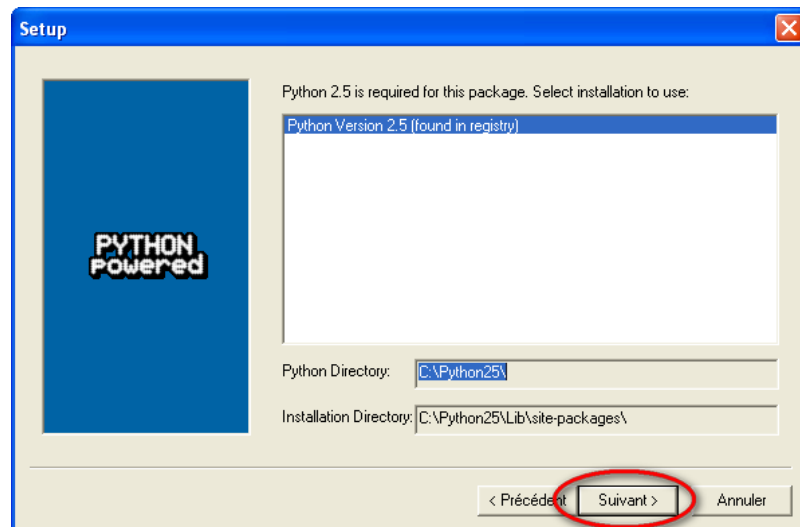 Setup
Python 2.5 is required for this package. Select installation to use:
Python Version 2.5 (found in registry)
PYTHON
Powered
Python Directory: C:\Python25\
Installation Directory: C:\Python25\Lib\site-packages\
< Précédent Suivant > Annuler